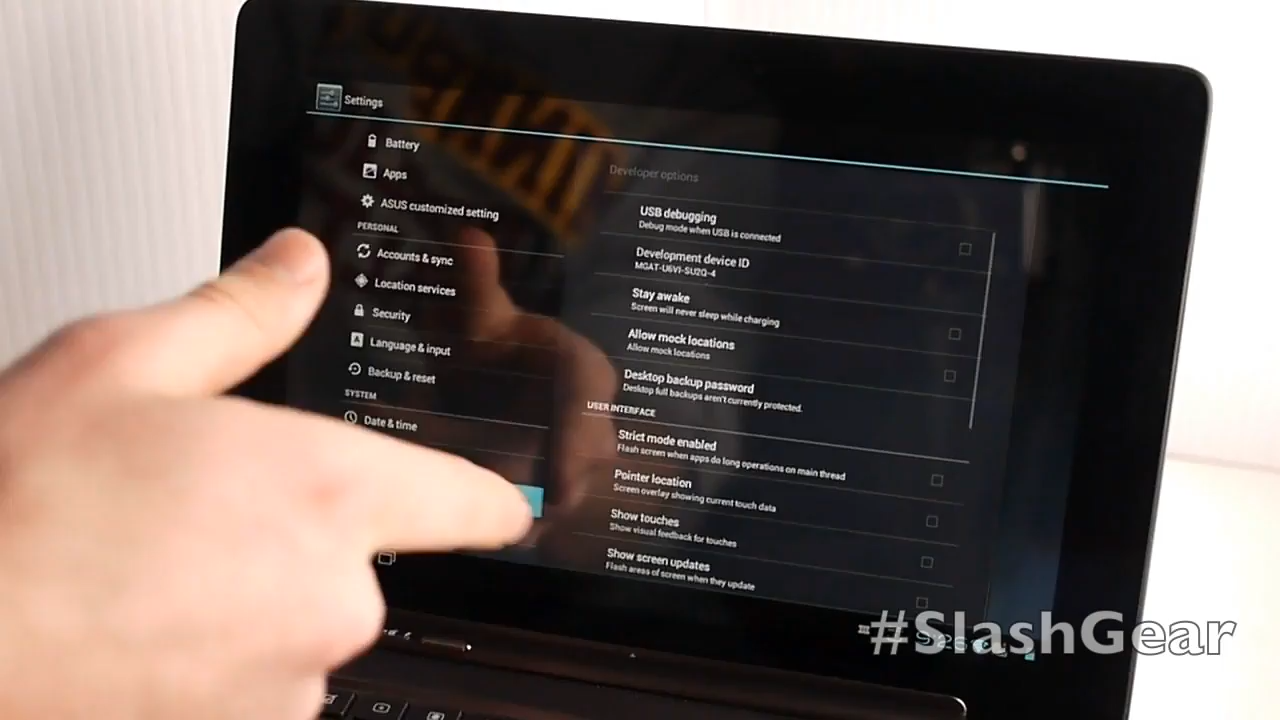 Settings
Battery
Apps
ASUS customized setting
PERSONAL
Accounts & sync
Location services
Security
Language & input
Backup & reset
SYSTEM
Date & time
Developer options
USB debugging
Debug mode when USB is connected
Development device ID
Stay awake
Screen will never sleep while charging
Allow mock locations
Allow mock locations
Desktop backup password
Desktop full backups aren't currently protected.
USER INTERFACE
Strict mode enabled
Flash screen when apps do long operations on main thread
Pointer location
Screen overlay showing current touch data
Show touches
Show visual feedback for touches
Show screen updates
Flash areas of screen when they update
#SlashGear